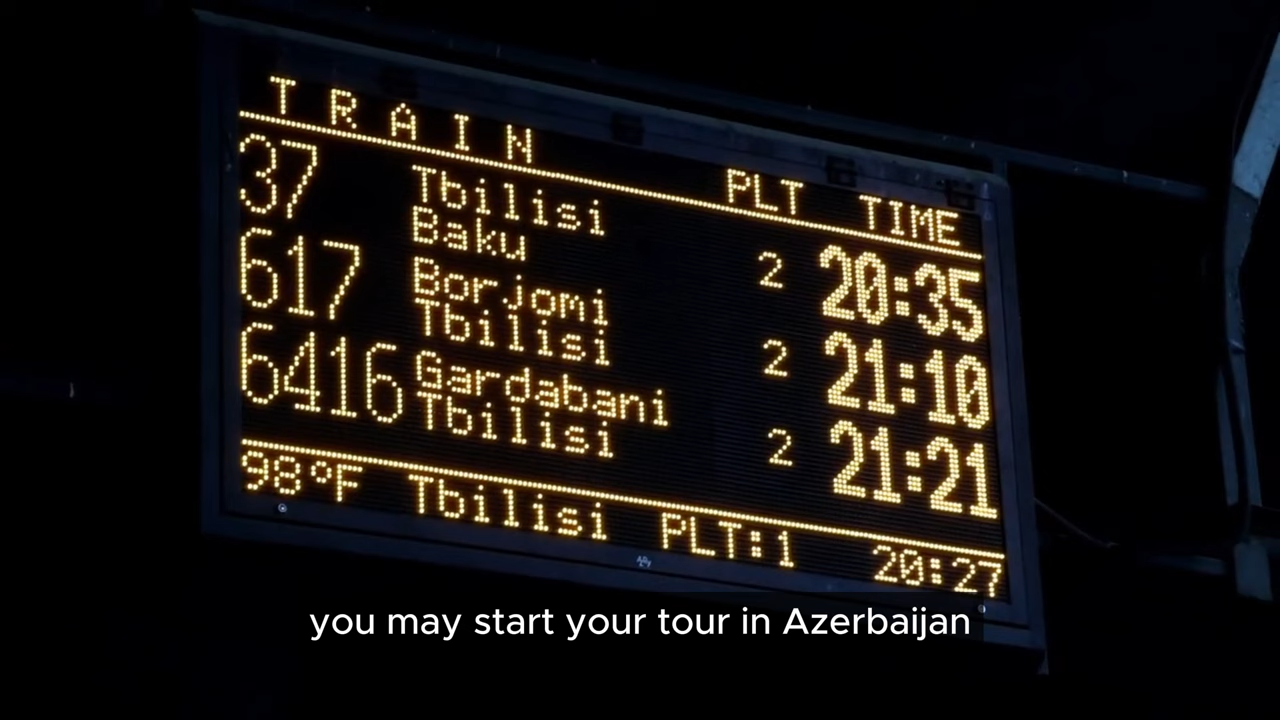 TRAIN PLT TIME
37 Tbilisi
Baku 2 20:35
617 Borjomi
Tbilisi 2 21:10
6416 Gardabani
Tbilisi 2 21:21
98°F Tbilisi PLT:1 20:27
you may start your tour in Azerbaijan